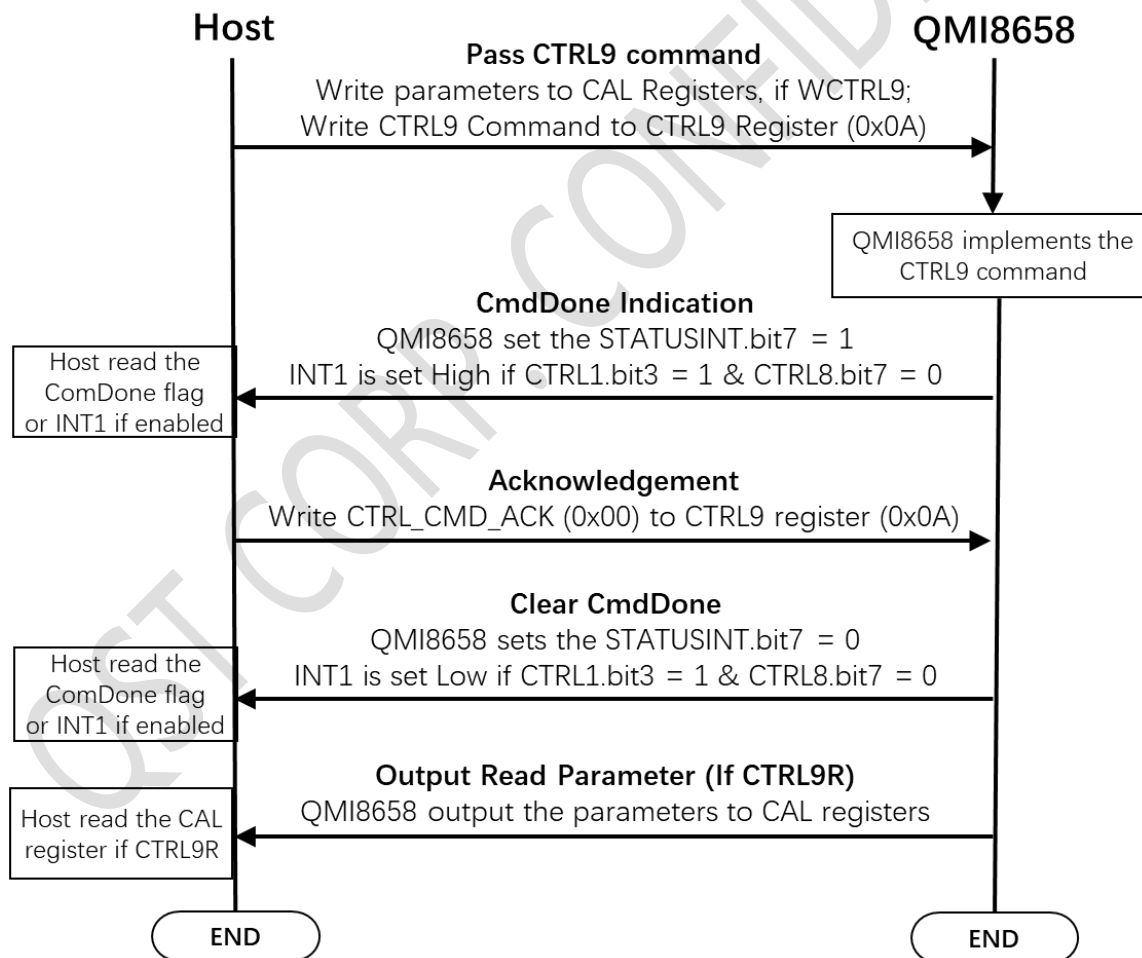 Host
QMI8658
Pass CTRL9 command
Write parameters to CAL Registers, if WCTRL9;
Write CTRL9 Command to CTRL9 Register (0x0A)
QMI8658 implements the
CTRL9 command
CmdDone Indication
QMI8658 set the STATUSINT.bit7 = 1
INT1 is set High if CTRL1.bit3 = 1 & CTRL8.bit7 = 0
Host read the
ComDone flag
or INT1 if enabled
Acknowledgement
Write CTRL_CMD_ACK (0x00) to CTRL9 register (0x0A)
Clear CmdDone
QMI8658 sets the STATUSINT.bit7 = 0
INT1 is set Low if CTRL1.bit3 = 1 & CTRL8.bit7 = 0
Host read the
ComDone flag
or INT1 if enabled
Output Read Parameter (If CTRL9R)
QMI8658 output the parameters to CAL registers
Host read the CAL
register if CTRL9R
END
END
QST CORP. CONFID